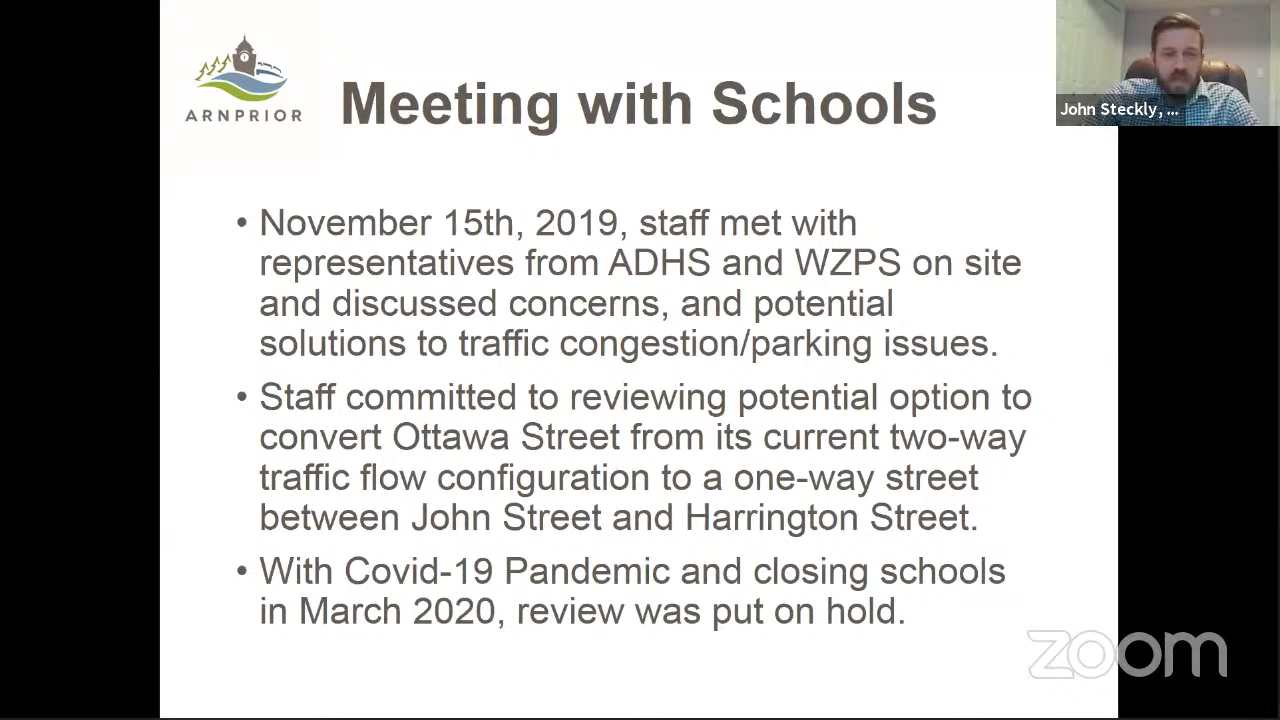 ARNPRIOR
Meeting with Schools
John Steckly, ...
• November 15th, 2019, staff met with
representatives from ADHS and WZPS on site
and discussed concerns, and potential
solutions to traffic congestion/parking issues.
• Staff committed to reviewing potential option to
convert Ottawa Street from its current two-way
traffic flow configuration to a one-way street
between John Street and Harrington Street.
• With Covid-19 Pandemic and closing schools
in March 2020, review was put on hold.
zoom